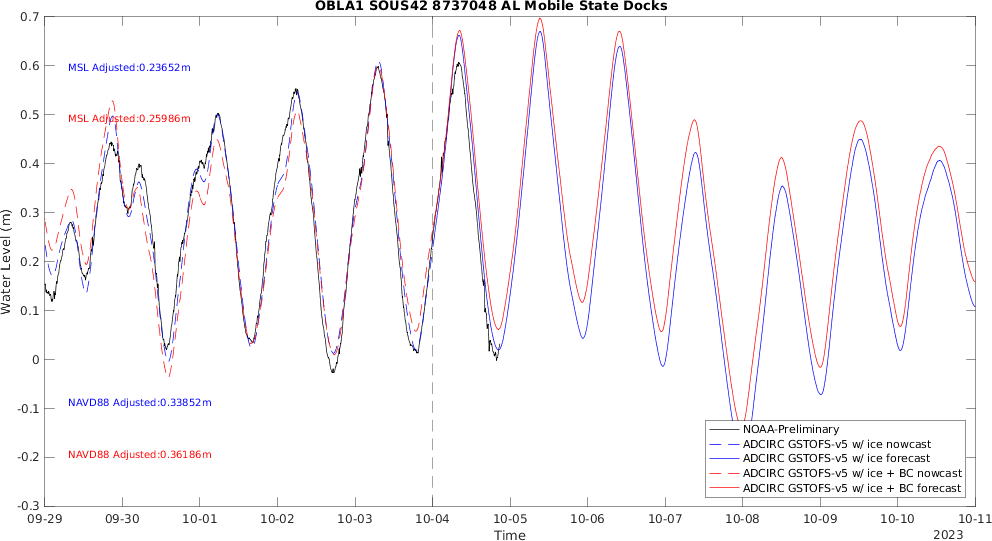 OBLA1 SOUS42 8737048 AL Mobile State Docks
0.7
0.6
0.5
0.4
0.3
0.2
0.1
0
-0.1
-0.2
-0.3
Water Level (m)
MSL Adjusted:0.23652m
MSL Adjusted:0.25986m
NAVD88 Adjusted:0.33852m
NAVD88 Adjusted:0.36186m
NOAA-Preliminary
ADCIRC GSTOFS-v5 w/ ice nowcast
ADCIRC GSTOFS-v5 w/ ice forecast
ADCIRC GSTOFS-v5 w/ ice + BC nowcast
ADCIRC GSTOFS-v5 w/ ice + BC forecast
09-29 09-30 10-01 10-02 10-03 10-04 10-05 10-06 10-07 10-08 10-09 10-10 10-11
Time
2023